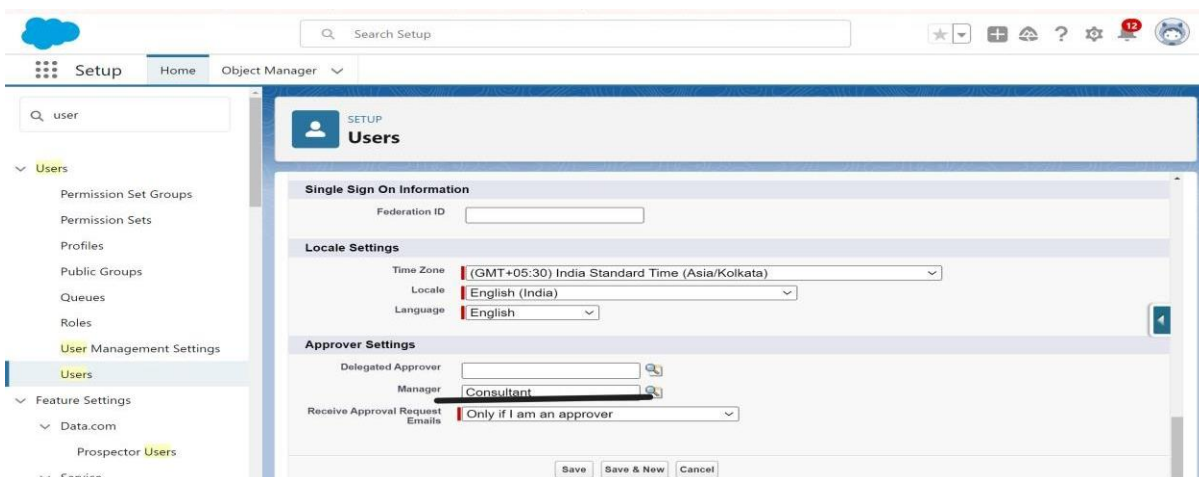 Search Setup
12
Setup Home Object Manager
user
Users
Permission Set Groups
Permission Sets
Profiles
Public Groups
Queues
Roles
User Management Settings
Users
Feature Settings
Data.com
Prospector Users
SETUP
Users
Single Sign On Information
Federation ID
Locale Settings
Time Zone (GMT+05:30) India Standard Time (Asia/Kolkata)
Locale English (India)
Language English
Approver Settings
Delegated Approver
Manager Consultant
Receive Approval Request Emails Only if I am an approver
Save Save & New Cancel